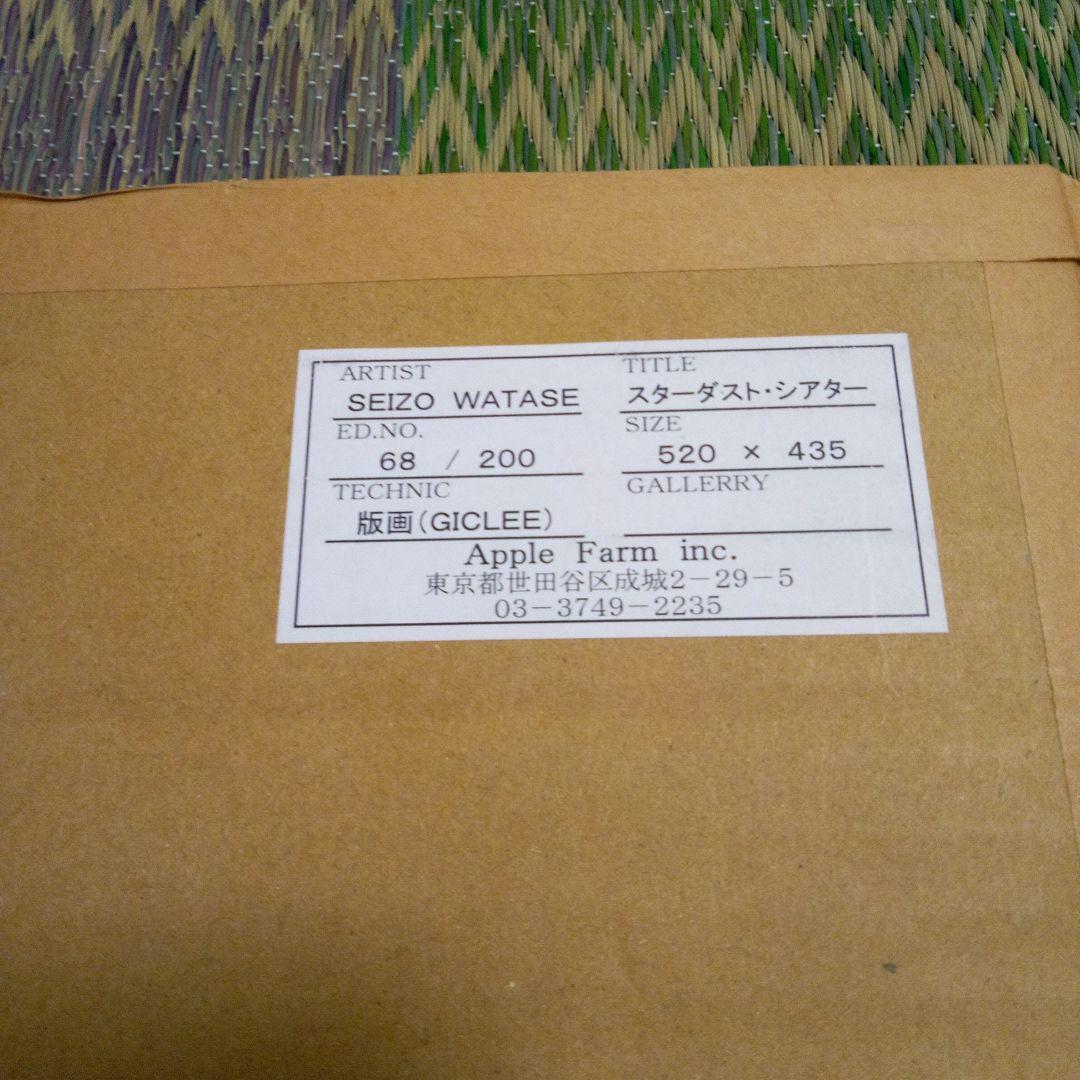 ARTIST
SEIZO WATASE
TITLE
スターダスト・シアター
ED.NO.
68 / 200
SIZE
520 × 435
TECHNIC
版画(GICLEE)
GALLERRY
Apple Farm inc.
東京都世田谷区成城2-29-5
03-3749-2235